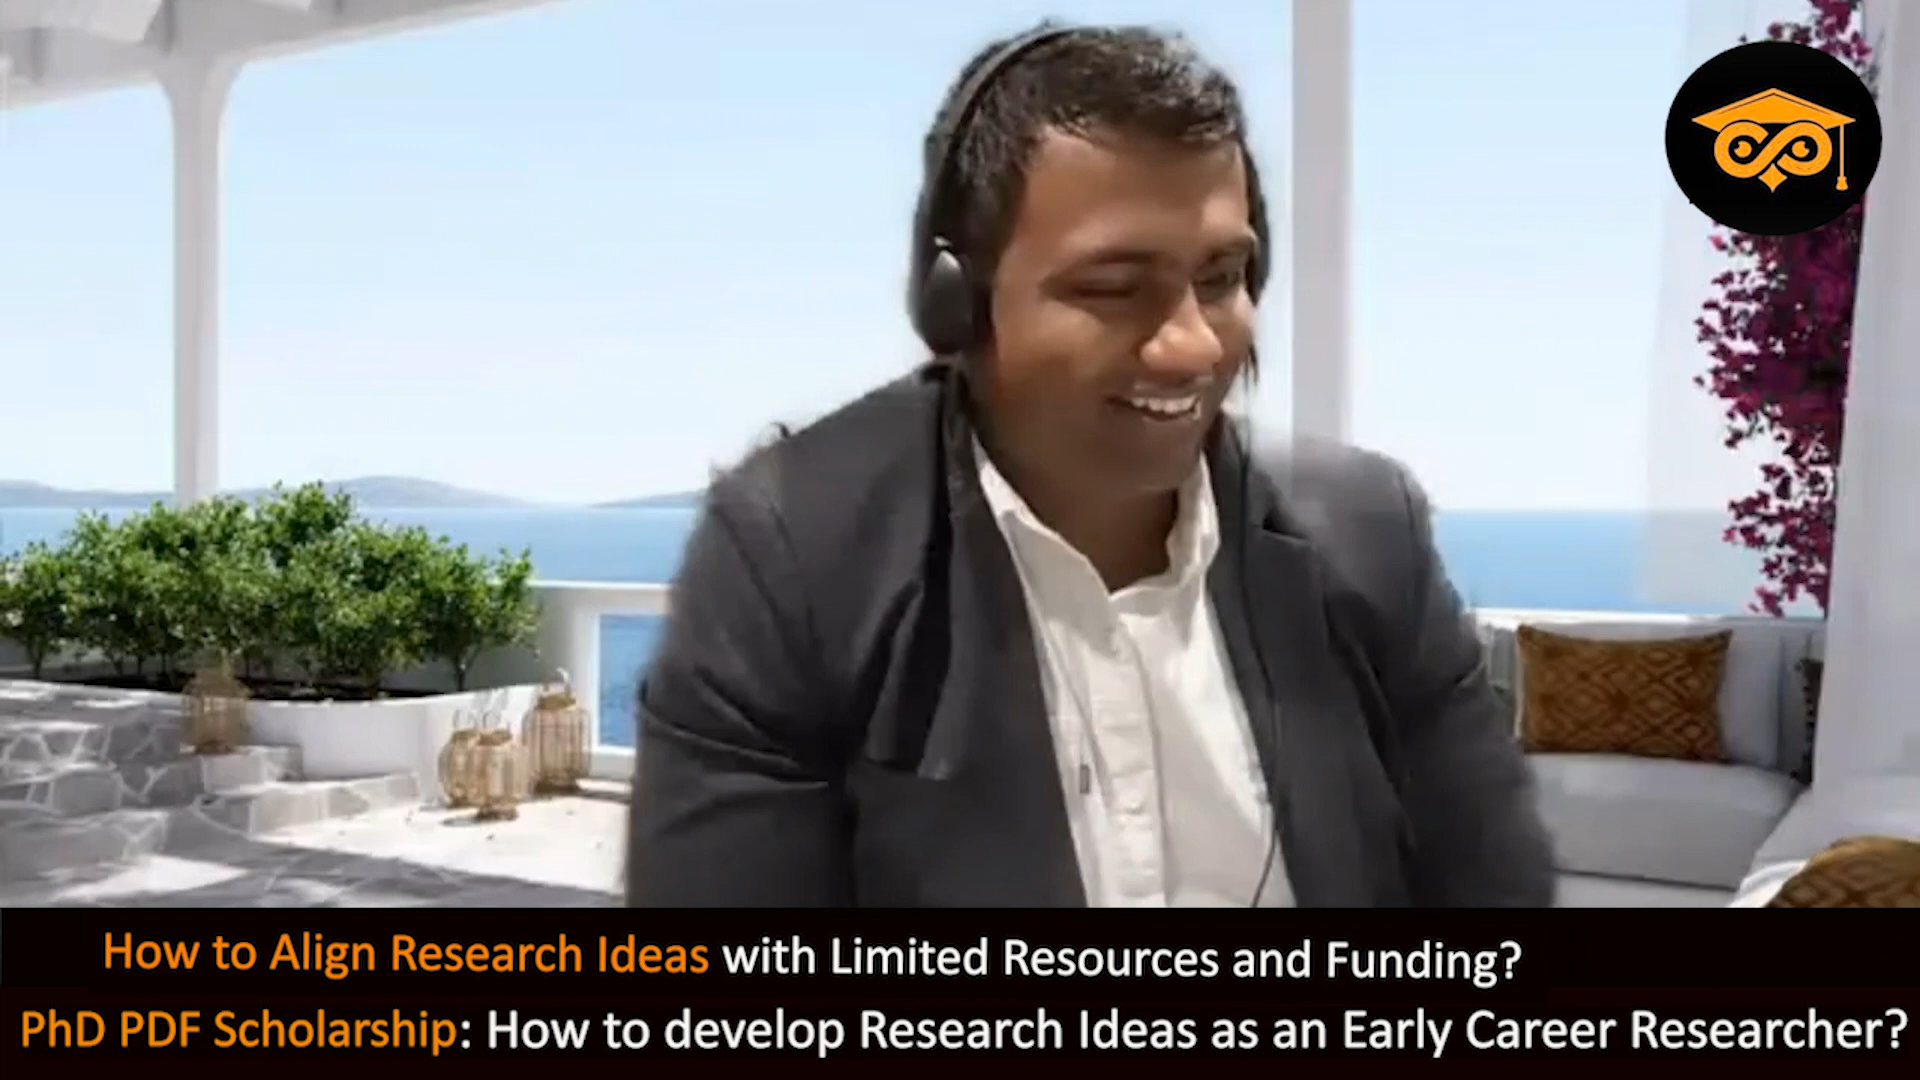 How to Align Research Ideas with Limited Resources and Funding?
PhD PDF Scholarship: How to develop Research Ideas as an Early Career Researcher?